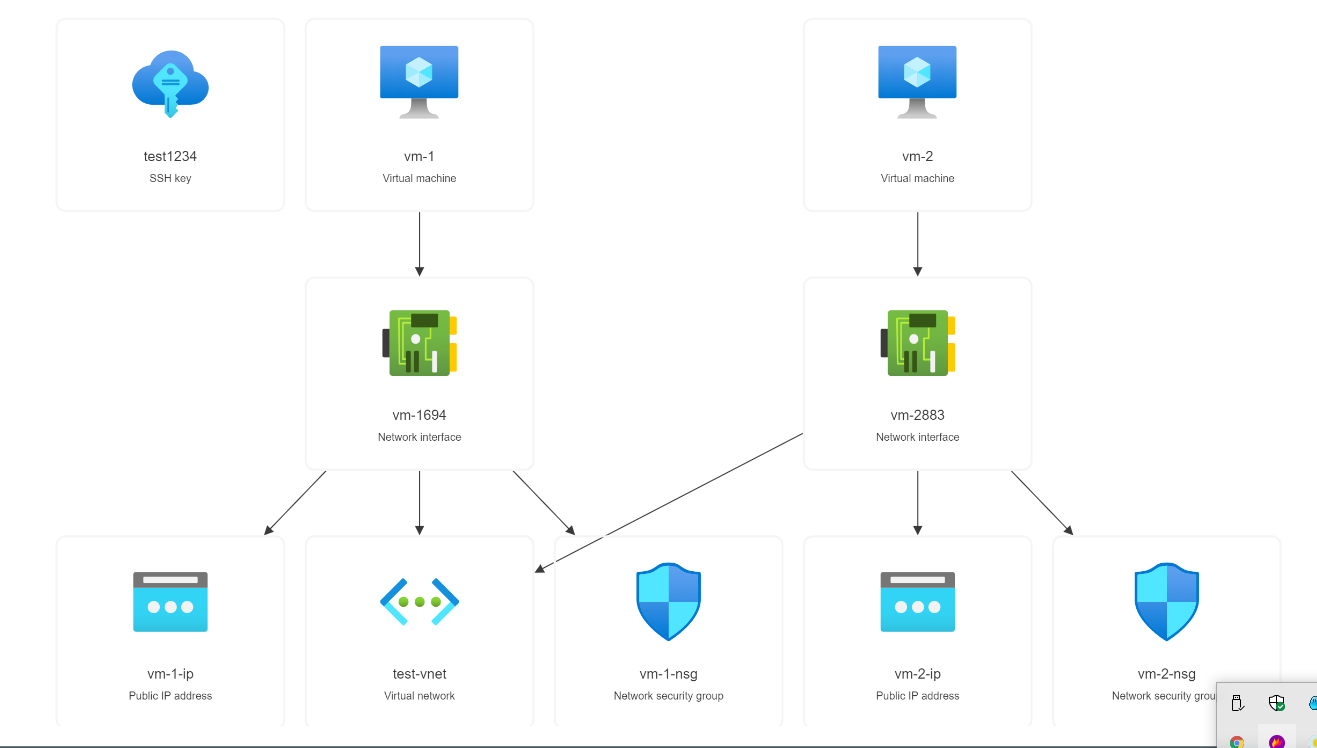 test1234
SSH key
vm-1
Virtual machine
vm-2
Virtual machine
vm-1694
Network interface
vm-2883
Network interface
vm-1-ip
Public IP address
test-vnet
Virtual network
vm-1-nsg
Network security group
vm-2-ip
Public IP address
vm-2-nsg
Network security grou